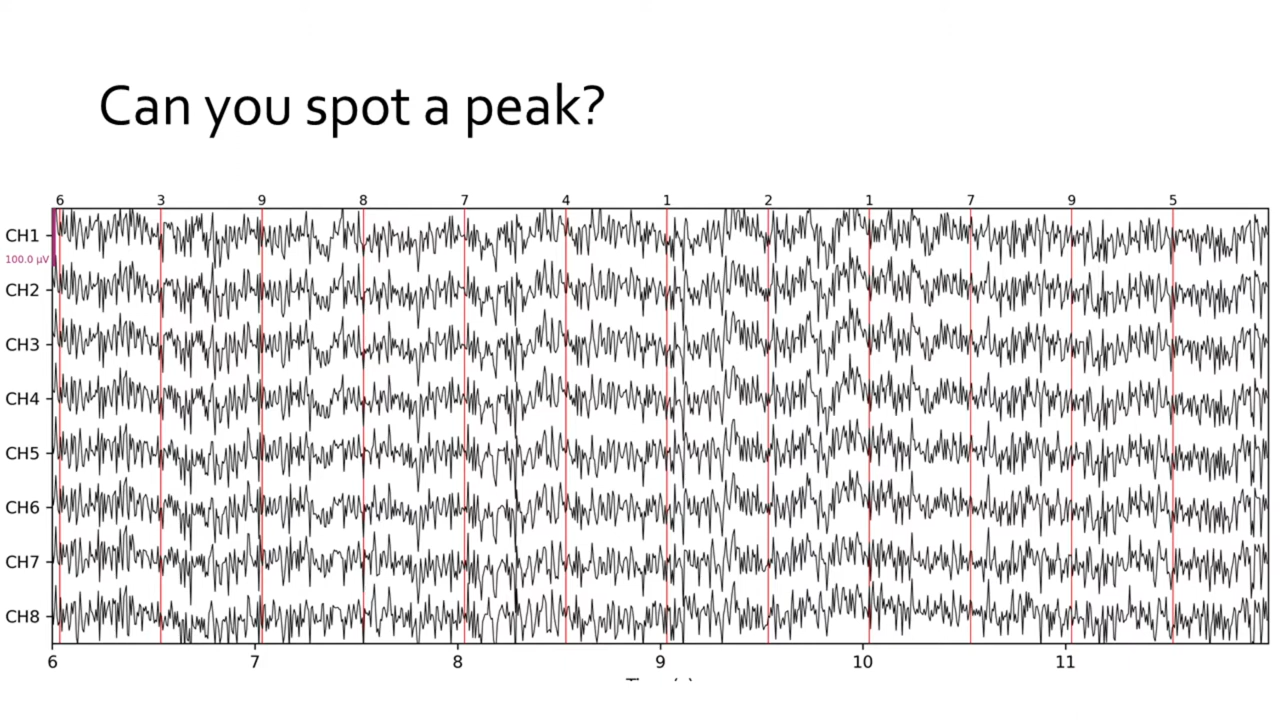 Can you spot a peak?
6 3 9 8 7 4 1 2 1 7 9 5
CH1
100.0 µV
CH2
CH3
CH4
CH5
CH6
CH7
CH8
6 7 8 9 10 11